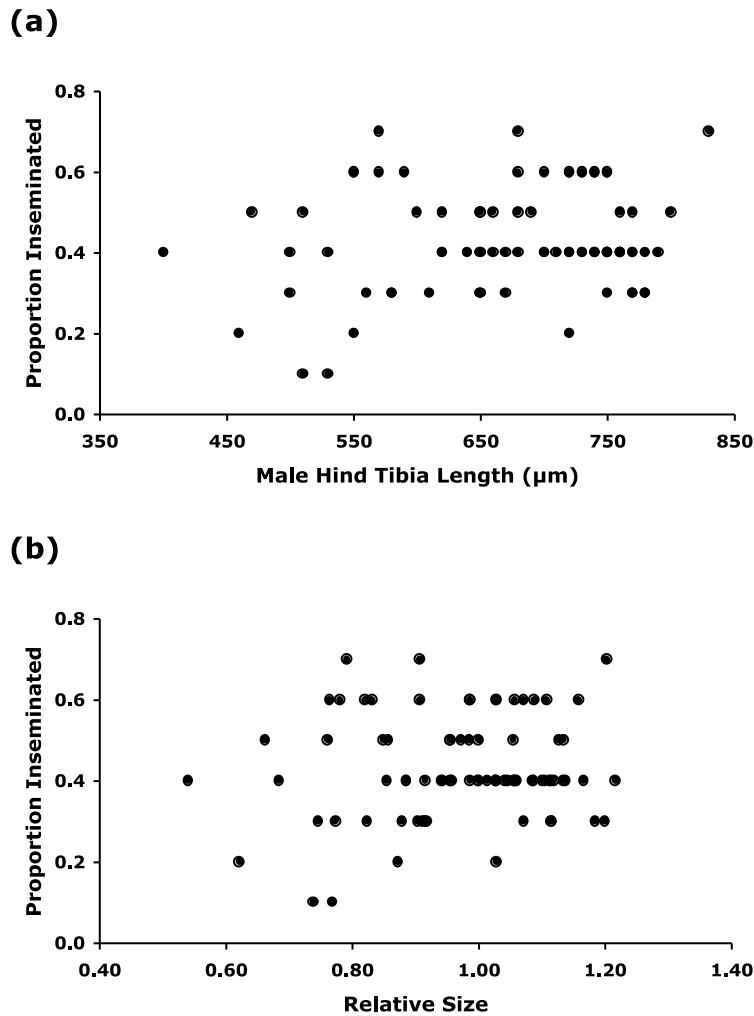 (a)
Proportion Inseminated
0.8
0.6
0.4
0.2
0.0
350 450 550 650 750 850
Male Hind Tibia Length (µm)
(b)
Proportion Inseminated
0.8
0.6
0.4
0.2
0.0
0.40 0.60 0.80 1.00 1.20 1.40
Relative Size